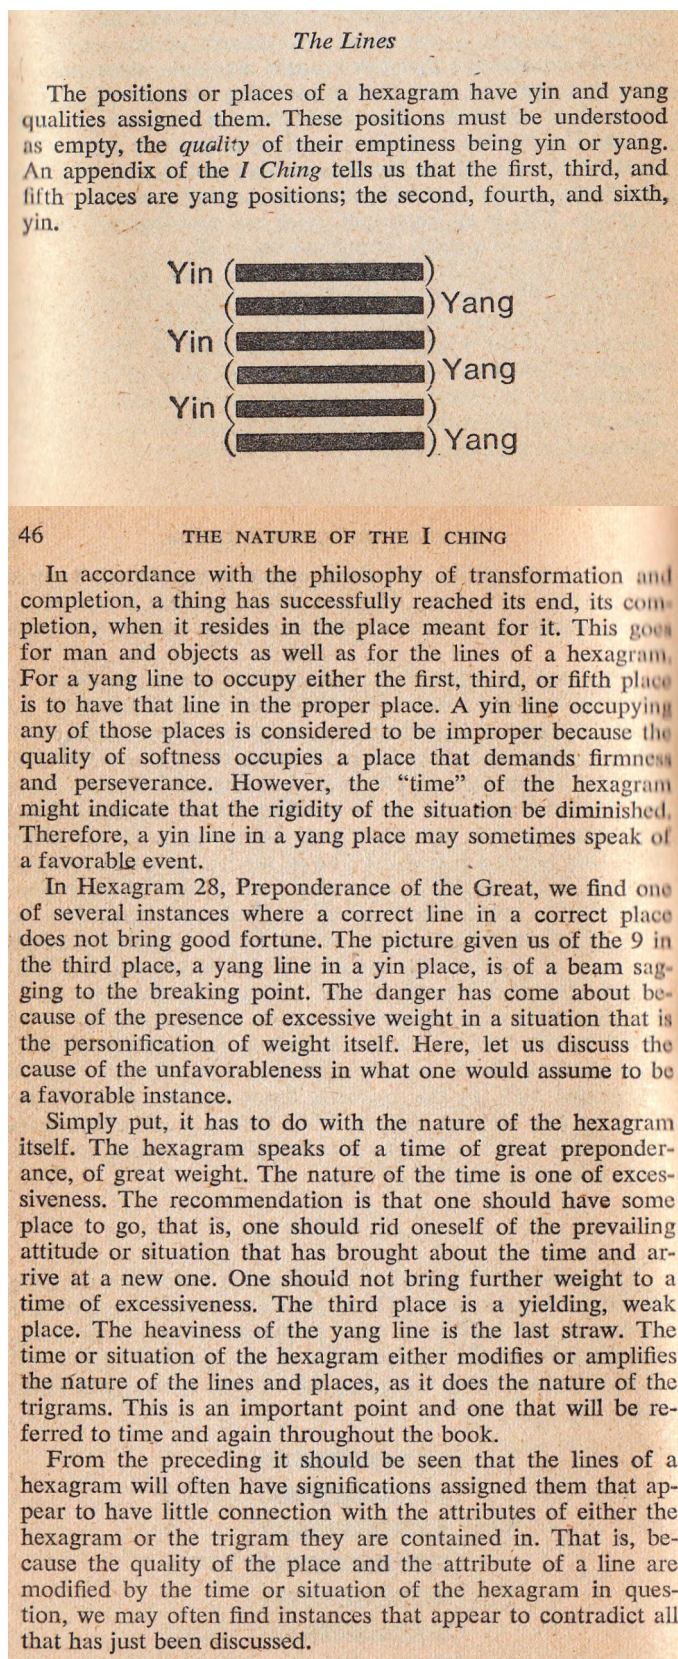 The Lines
The positions or places of a hexagram have yin and yang
qualities assigned them. These positions must be understood
as empty, the quality of their emptiness being yin or yang.
An appendix of the I Ching tells us that the first, third, and
fifth places are yang positions; the second, fourth, and sixth,
yin.
Yin ( )
( ) Yang
Yin ( )
( ) Yang
Yin ( )
( ) Yang
46 THE NATURE OF THE I CHING
In accordance with the philosophy of transformation and
completion, a thing has successfully reached its end, its com-
pletion, when it resides in the place meant for it. This goes
for man and objects as well as for the lines of a hexagram.
For a yang line to occupy either the first, third, or fifth place
is to have that line in the proper place. A yin line occupying
any of those places is considered to be improper because the
quality of softness occupies a place that demands firmness
and perseverance. However, the “time” of the hexagram
might indicate that the rigidity of the situation be diminished.
Therefore, a yin line in a yang place may sometimes speak of
a favorable event.
In Hexagram 28, Preponderance of the Great, we find one
of several instances where a correct line in a correct place
does not bring good fortune. The picture given us of the 9 in
the third place, a yang line in a yin place, is of a beam sag-
ging to the breaking point. The danger has come about be-
cause of the presence of excessive weight in a situation that is
the personification of weight itself. Here, let us discuss the
cause of the unfavorableness in what one would assume to be
a favorable instance.
Simply put, it has to do with the nature of the hexagram
itself. The hexagram speaks of a time of great preponder-
ance, of great weight. The nature of the time is one of exces-
siveness. The recommendation is that one should have some
place to go, that is, one should rid oneself of the prevailing
attitude or situation that has brought about the time and ar-
rive at a new one. One should not bring further weight to a
time of excessiveness. The third place is a yielding, weak
place. The heaviness of the yang line is the last straw. The
time or situation of the hexagram either modifies or amplifies
the nature of the lines and places, as it does the nature of the
trigrams. This is an important point and one that will be re-
ferred to time and again throughout the book.
From the preceding it should be seen that the lines of a
hexagram will often have significations assigned them that ap-
pear to have little connection with the attributes of either the
hexagram or the trigram they are contained in. That is, be-
cause the quality of the place and the attribute of a line are
modified by the time or situation of the hexagram in ques-
tion, we may often find instances that appear to contradict all
that has just been discussed.